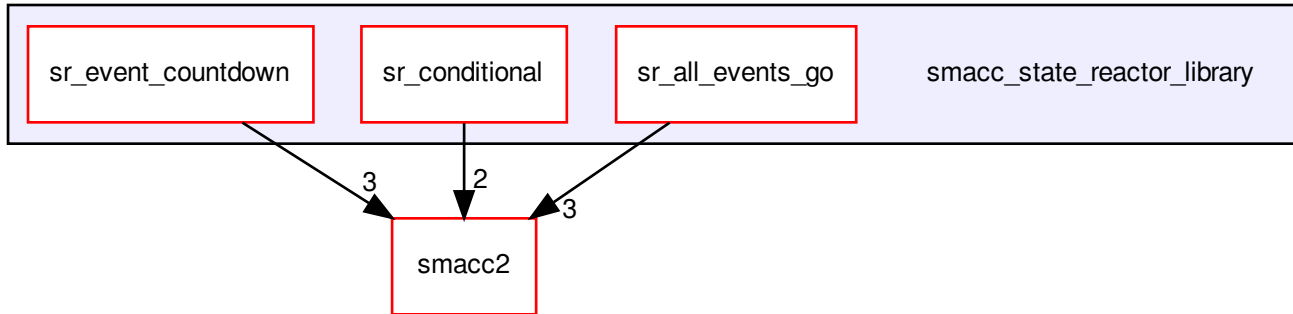 sr_event_countdown
sr_conditional
sr_all_events_go
smacc_state_reactor_library
3
2
3
smacc2